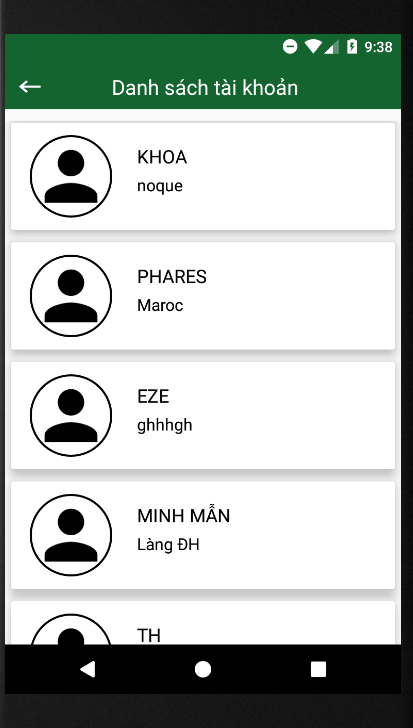 9:38
Danh sách tài khoản
KHOA
noque
PHARES
Maroc
EZE
ghhhgh
MINH MẪN
Làng ĐH
TH